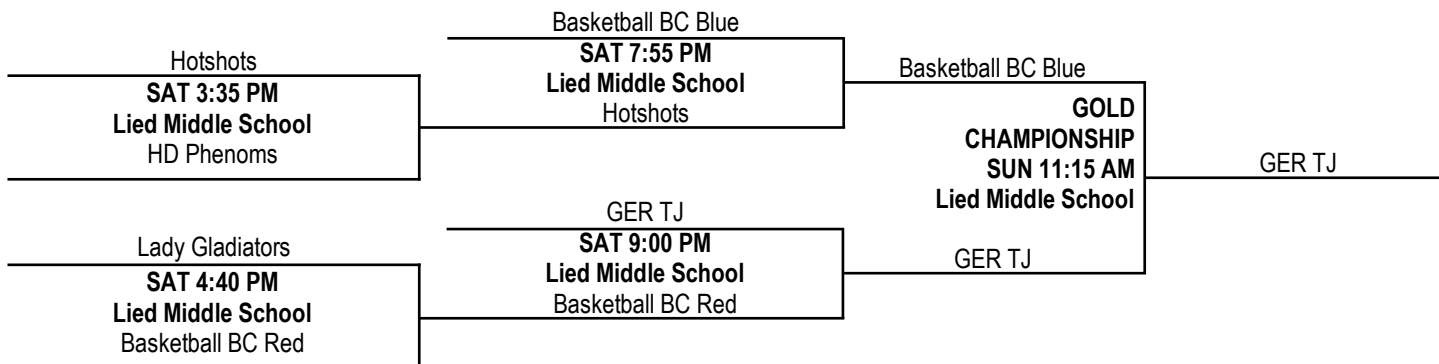 Hotshots
SAT 3:35 PM
Lied Middle School
HD Phenoms
Lady Gladiators
SAT 4:40 PM
Lied Middle School
Basketball BC Red
Basketball BC Blue
SAT 7:55 PM
Lied Middle School
Hotshots
GER TJ
SAT 9:00 PM
Lied Middle School
Basketball BC Red
Basketball BC Blue
GOLD
CHAMPIONSHIP
SUN 11:15 AM
Lied Middle School
GER TJ
GER TJ